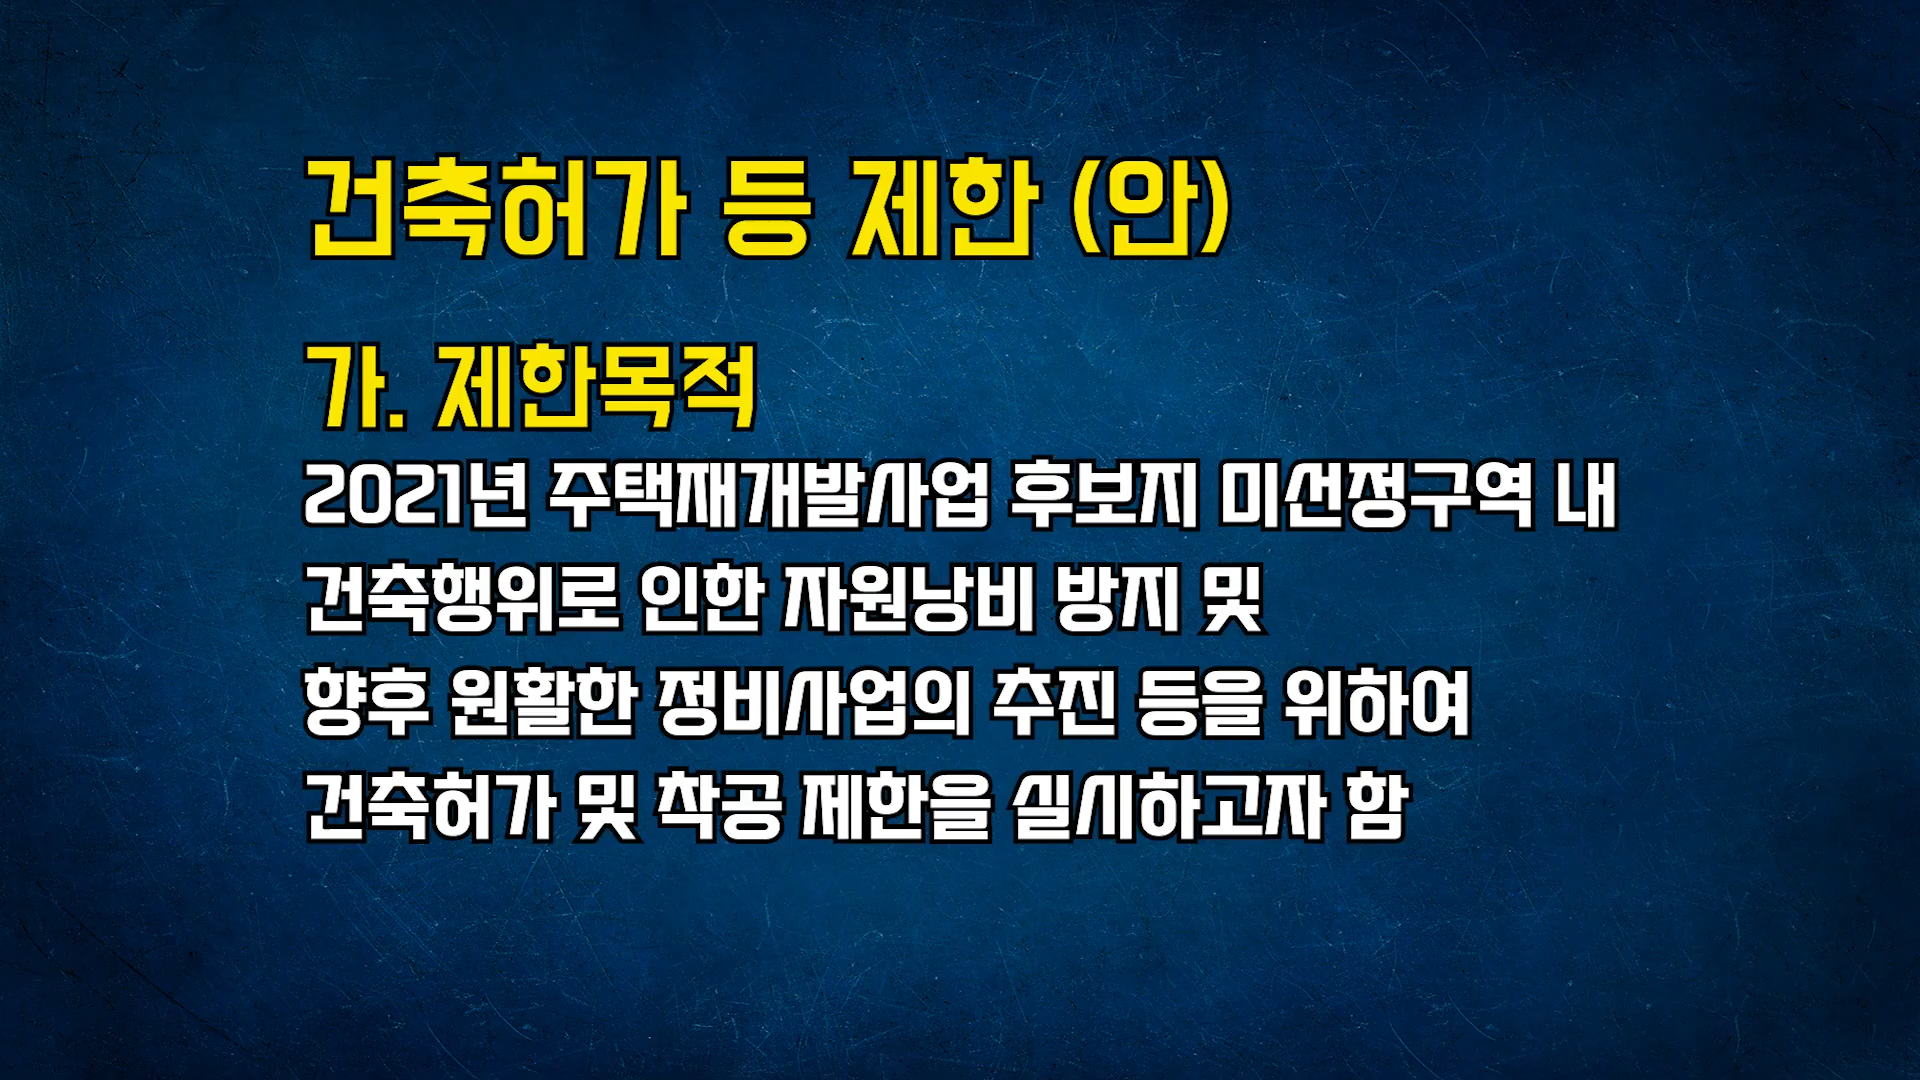 건축허가 등 제한 (안)
가. 제한목적
2021년 주택재개발사업 후보지 미선정구역 내
건축행위로 인한 자원낭비 방지 및
향후 원활한 정비사업의 추진 등을 위하여
건축허가 및 착공 제한을 실시하고자 함